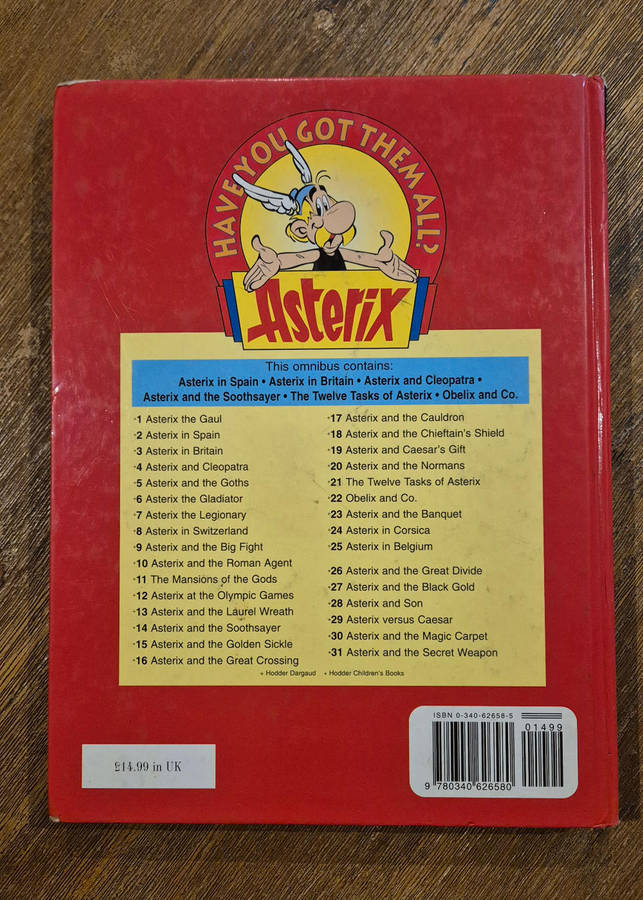 HAVE YOU GOT THEM ALL?
Asterix
This omnibus contains:
Asterix in Spain • Asterix in Britain • Asterix and Cleopatra •
Asterix and the Soothsayer • The Twelve Tasks of Asterix • Obelix and Co.
1 Asterix the Gaul
2 Asterix in Spain
3 Asterix in Britain
4 Asterix and Cleopatra
5 Asterix and the Goths
6 Asterix the Gladiator
7 Asterix the Legionary
8 Asterix in Switzerland
9 Asterix and the Big Fight
10 Asterix and the Roman Agent
11 The Mansions of the Gods
12 Asterix at the Olympic Games
13 Asterix and the Laurel Wreath
14 Asterix and the Soothsayer
15 Asterix and the Golden Sickle
16 Asterix and the Great Crossing
17 Asterix and the Cauldron
18 Asterix and the Chieftain's Shield
19 Asterix and Caesar's Gift
20 Asterix and the Normans
21 The Twelve Tasks of Asterix
22 Obelix and Co.
23 Asterix and the Banquet
24 Asterix in Corsica
25 Asterix in Belgium
26 Asterix and the Great Divide
27 Asterix and the Black Gold
28 Asterix and Son
29 Asterix versus Caesar
30 Asterix and the Magic Carpet
31 Asterix and the Secret Weapon
+ Hodder Dargaud + Hodder Children's Books
£14.99 in UK
ISBN 0-340-62658-5
01499
9 780340 626580